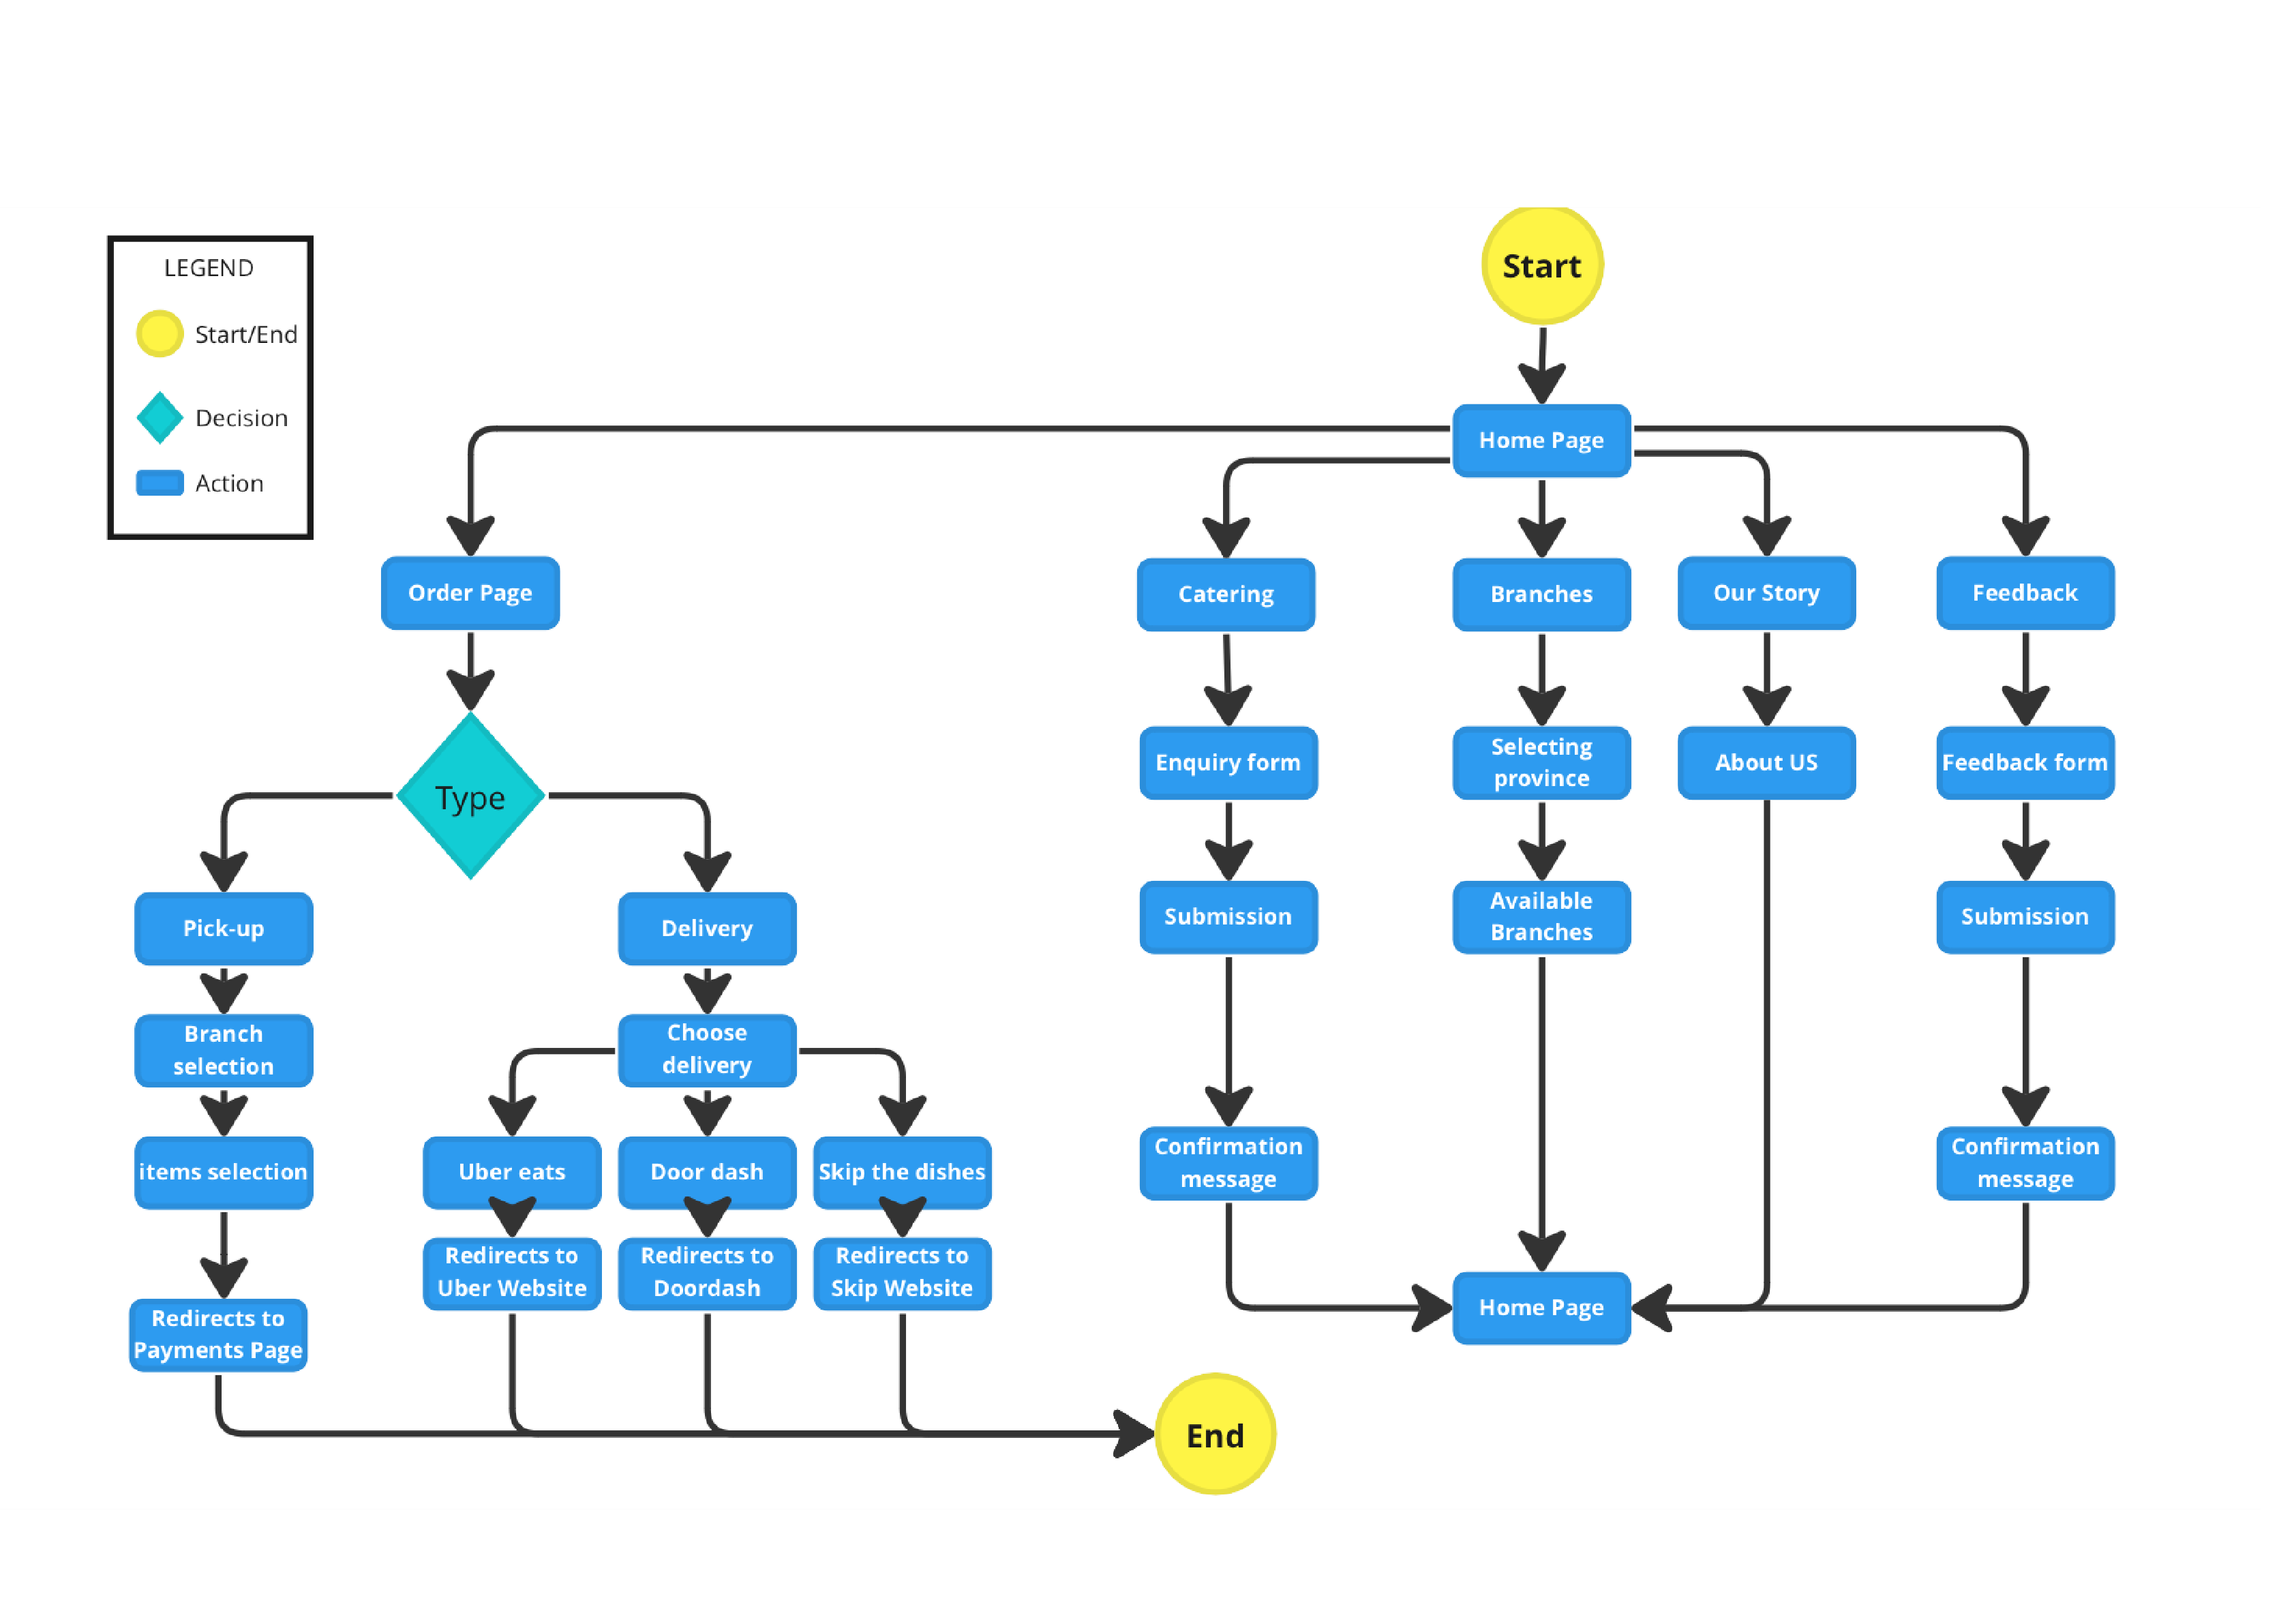 LEGEND
Start/End
Decision
Action
Start
Home Page
Order Page
Catering
Branches
Our Story
Feedback
Type
Enquiry form
Selecting
province
About US
Feedback form
Pick-up
Delivery
Submission
Available
Branches
Submission
Branch
selection
Choose
delivery
items selection
Uber eats
Door dash
Skip the dishes
Confirmation
message
Confirmation
message
Redirects to
Payments Page
Redirects to
Uber Website
Redirects to
Doordash
Redirects to
Skip Website
Home Page
End